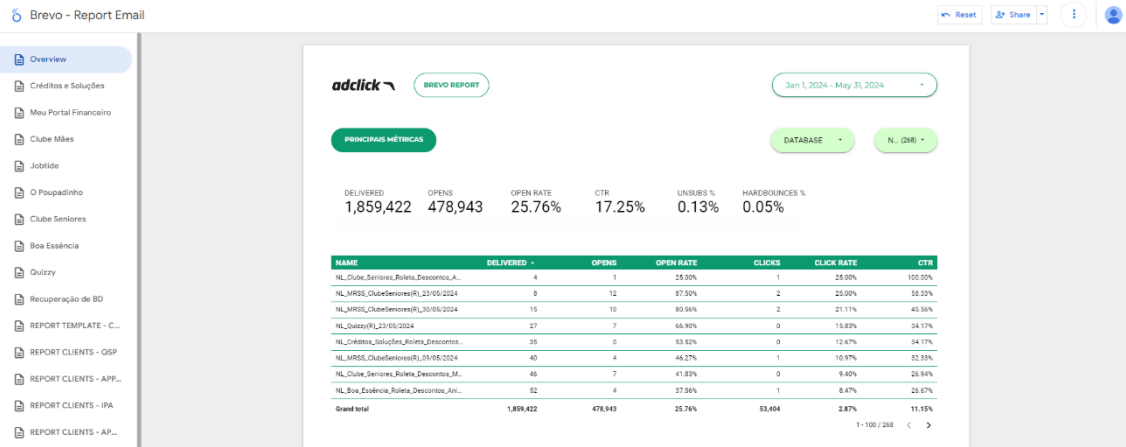 Brevo - Report Email
Reset
Share
Overview
Créditos e Soluções
Meu Portal Financeiro
Clube Mães
Jobtide
O Poupadinho
Clube Seniores
Boa Essência
Quizzy
Recuperação de BD
REPORT TEMPLATE - C...
REPORT CLIENTS - QSP
REPORT CLIENTS - APP...
REPORT CLIENTS - IPA
REPORT CLIENTS - AP...
adclick
BREVO REPORT
Jan 1, 2024 - May 31, 2024
PRINCIPAIS MÉTRICAS
DATABASE
N... (268)
DELIVERED OPENS OPEN RATE CTR UNSUBS % HARDBOUNCES %
1,859,422 478,943 25.76% 17.25% 0.13% 0.05%
NAME DELIVERED OPENS OPEN RATE CLICKS CLICK RATE CTR
NL_Clube_Seniores_Roleta_Descontos_A... 4 1 25.00% 1 25.00% 100.00%
NL_MRSS_ClubeSeniores(R)_23/05/2024 8 12 87.50% 2 25.00% 58.33%
NL_MRSS_ClubeSeniores(R)_30/05/2024 15 10 80.56% 2 21.11% 45.56%
NL_Quizzy(R)_23/05/2024 27 7 66.90% 0 15.83% 34.17%
NL_Créditos_Soluções_Roleta_Descontos... 35 0 53.52% 0 12.67% 34.17%
NL_MRSS_ClubeSeniores(R)_09/05/2024 40 4 46.27% 1 10.97% 32.33%
NL_Clube_Seniores_Roleta_Descontos_M... 46 7 41.83% 0 9.40% 26.94%
NL_Boa_Essência_Roleta_Descontos_Ani... 52 4 37.56% 1 8.47% 26.67%
Grand total 1,859,422 478,943 25.76% 53,404 2.87% 11.15%
1 - 100 / 268